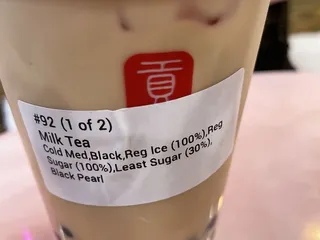 貢
#92 (1 of 2)
Milk Tea
Cold Med,Black,Reg Ice (100%),Reg
Sugar (100%),Least Sugar (30%),
Black Pearl